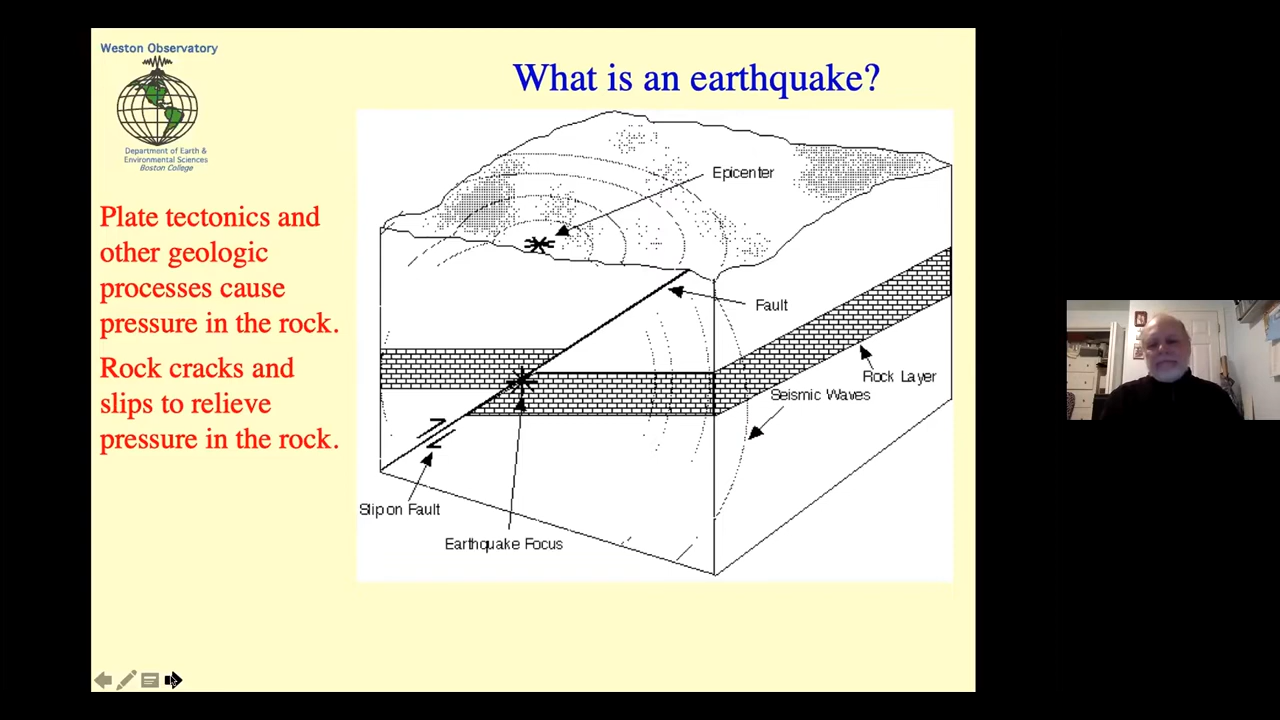 Weston Observatory
Department of Earth &
Environmental Sciences
Boston College
What is an earthquake?
Plate tectonics and
other geologic
processes cause
pressure in the rock.
Rock cracks and
slips to relieve
pressure in the rock.
Epicenter
Fault
Rock Layer
Seismic Waves
Slip on Fault
Earthquake Focus